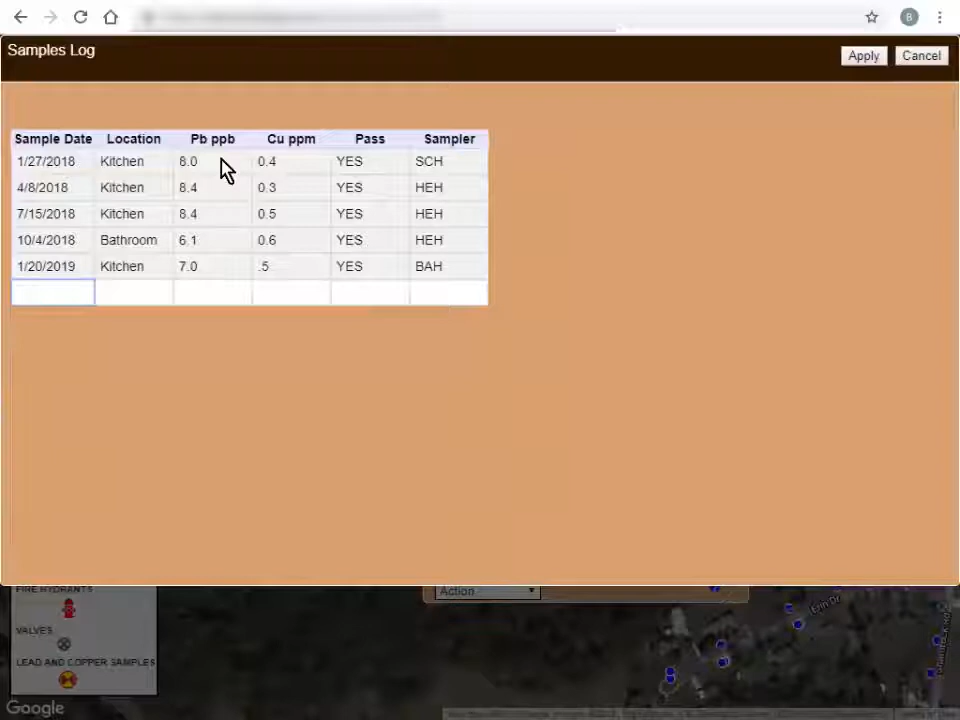 Samples Log
Apply Cancel
Sample Date Location Pb ppb Cu ppm Pass Sampler
1/27/2018 Kitchen 8.0 0.4 YES SCH
4/8/2018 Kitchen 8.4 0.3 YES HEH
7/15/2018 Kitchen 8.4 0.5 YES HEH
10/4/2018 Bathroom 6.1 0.6 YES HEH
1/20/2019 Kitchen 7.0 .5 YES BAH
FIRE HYDRANTS
Action
Erin Dr
VALVES
LEAD AND COPPER SAMPLES
Google
B